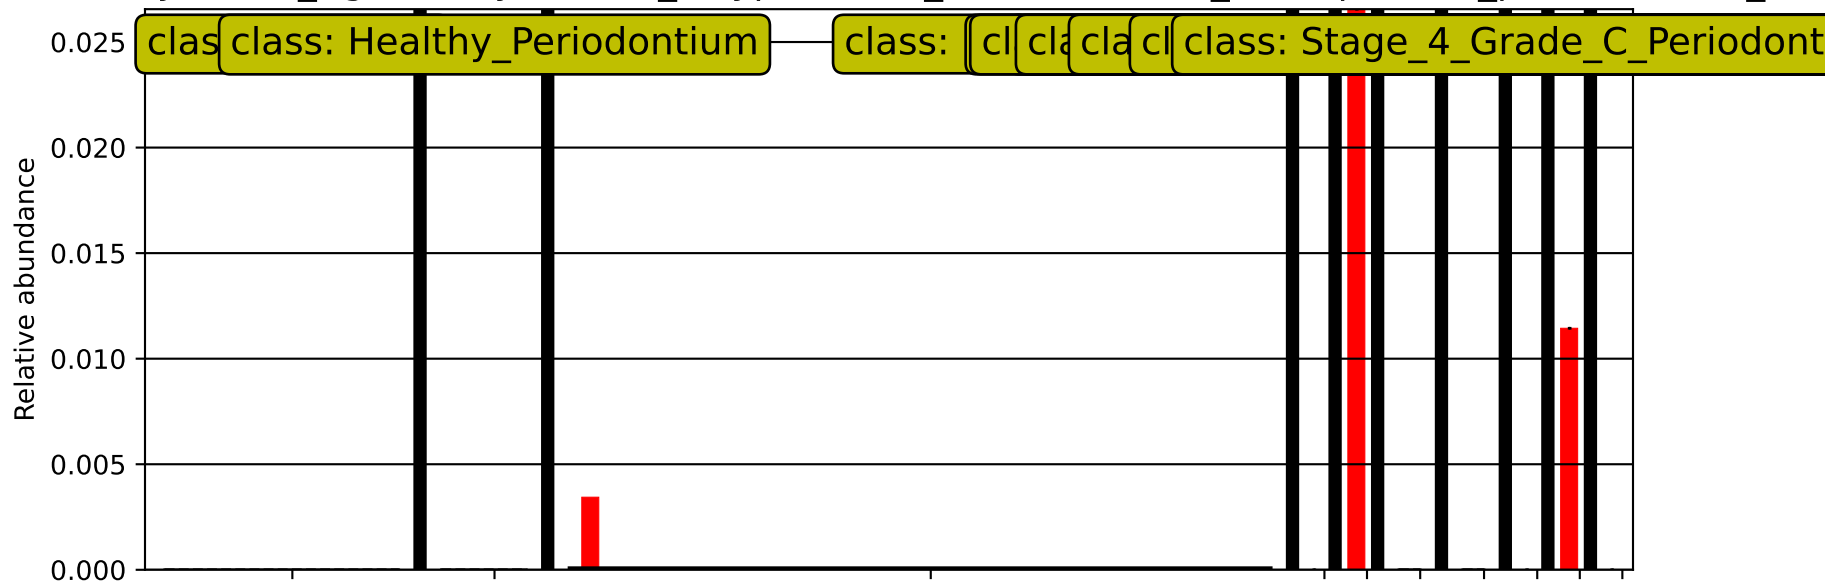 0.025
clas
class: Healthy_Periodontium
class:
cl
cla
cla
cl
class: Stage_4_Grade_C_Periodont
0.020
0.015
0.010
0.005
0.000
Relative abundance